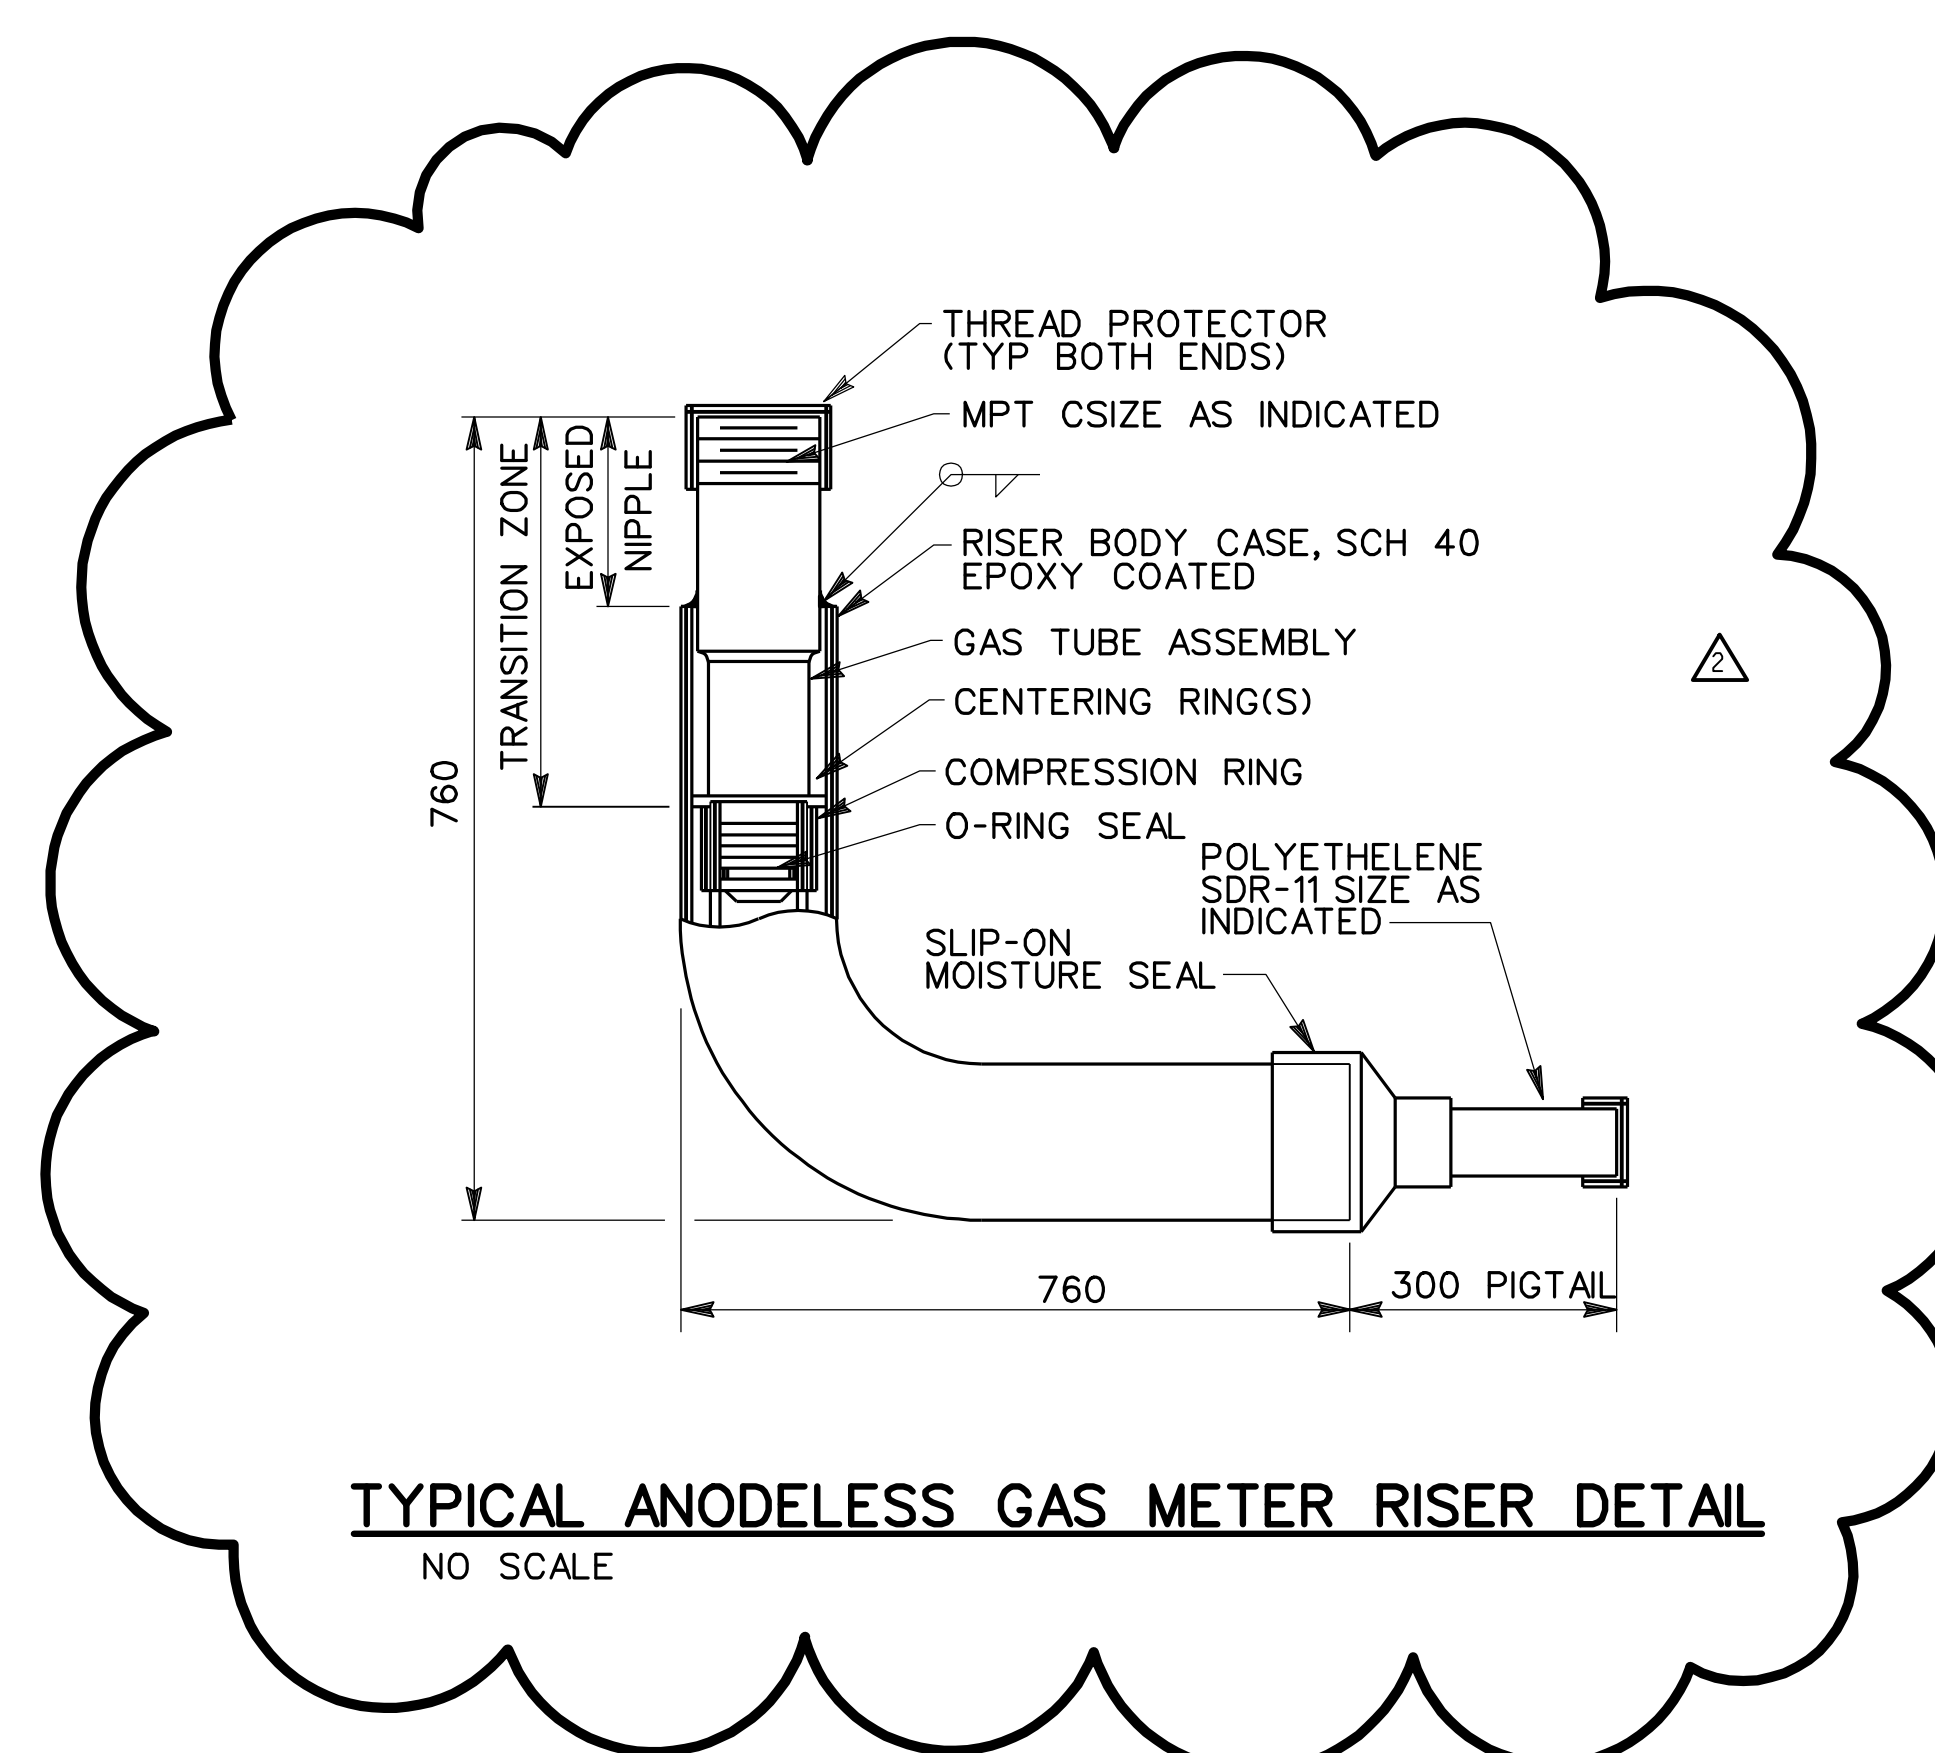 THREAD PROTECTOR
(TYP BOTH ENDS)
MPT CSIZE AS INDICATED
EXPOSED
NIPPLE
TRANSITION ZONE
760
RISER BODY CASE, SCH 40
EPOXY COATED
GAS TUBE ASSEMBLY
CENTERING RING(S)
COMPRESSION RING
O-RING SEAL
POLYETHELENE
SDR-11 SIZE AS
INDICATED
SLIP-ON
MOISTURE SEAL
2
760
300 PIGTAIL
TYPICAL ANODELESS GAS METER RISER DETAIL
NO SCALE